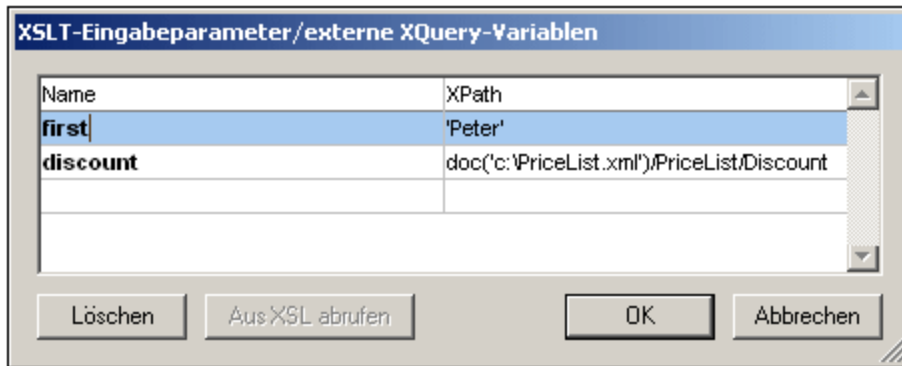 XSLT-Eingabeparameter/externe XQuery-Variablen
Name XPath
first 'Peter'
discount doc('c:\PriceList.xml')/PriceList/Discount
Löschen Aus XSL abrufen OK Abbrechen